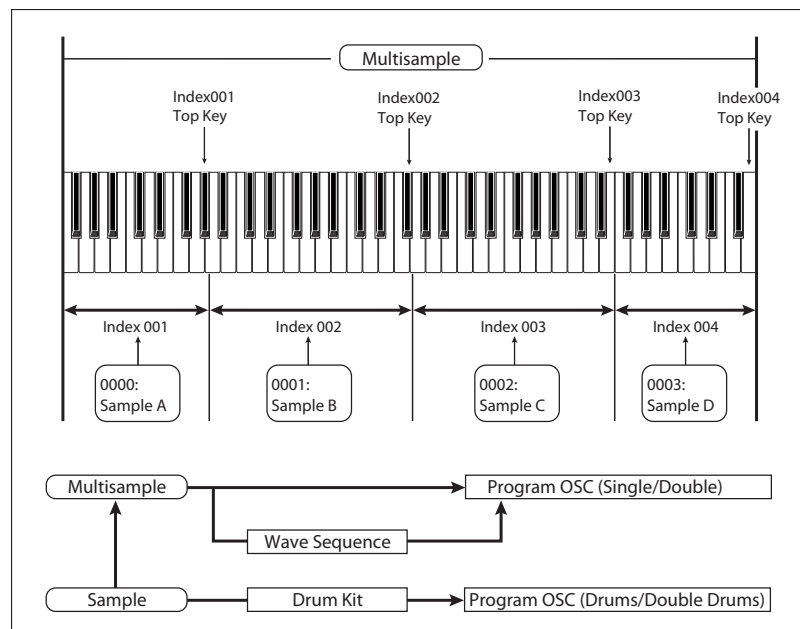 Multisample
Index001
Top Key
Index002
Top Key
Index003
Top Key
Index004
Top Key
Index 001
Index 002
Index 003
Index 004
0000:
Sample A
0001:
Sample B
0002:
Sample C
0003:
Sample D
Multisample
Program OSC (Single/Double)
Wave Sequence
Sample
Drum Kit
Program OSC (Drums/Double Drums)